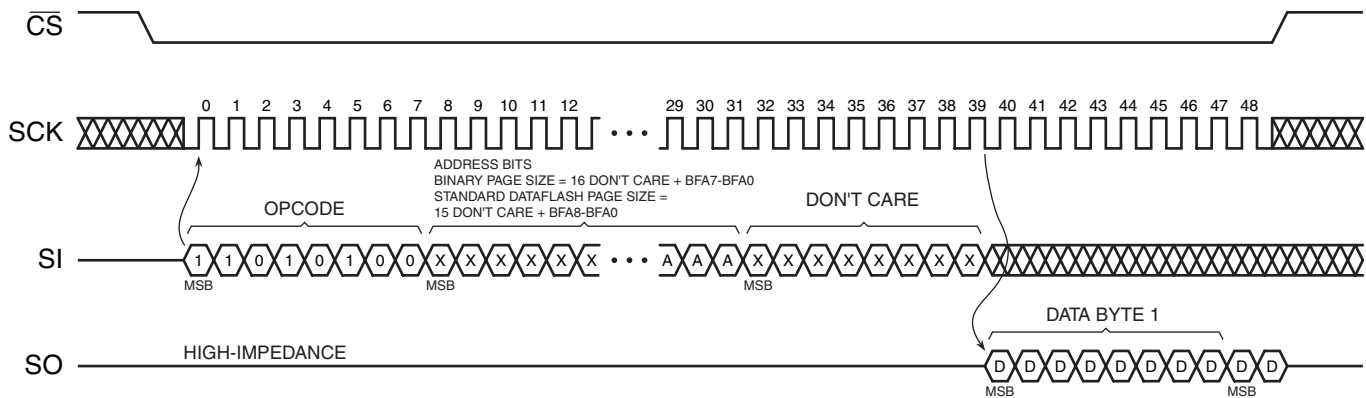 CS
0 1 2 3 4 5 6 7 8 9 10 11 12 29 30 31 32 33 34 35 36 37 38 39 40 41 42 43 44 45 46 47 48
SCK
ADDRESS BITS
BINARY PAGE SIZE = 16 DON'T CARE + BFA7-BFA0
STANDARD DATAFLASH PAGE SIZE =
15 DON'T CARE + BFA8-BFA0
OPCODE
DON'T CARE
SI 1 1 0 1 0 1 0 0 X X X X X X A A A X X X X X X X X
MSB MSB MSB
DATA BYTE 1
HIGH-IMPEDANCE
SO D D D D D D D D D D
MSB MSB